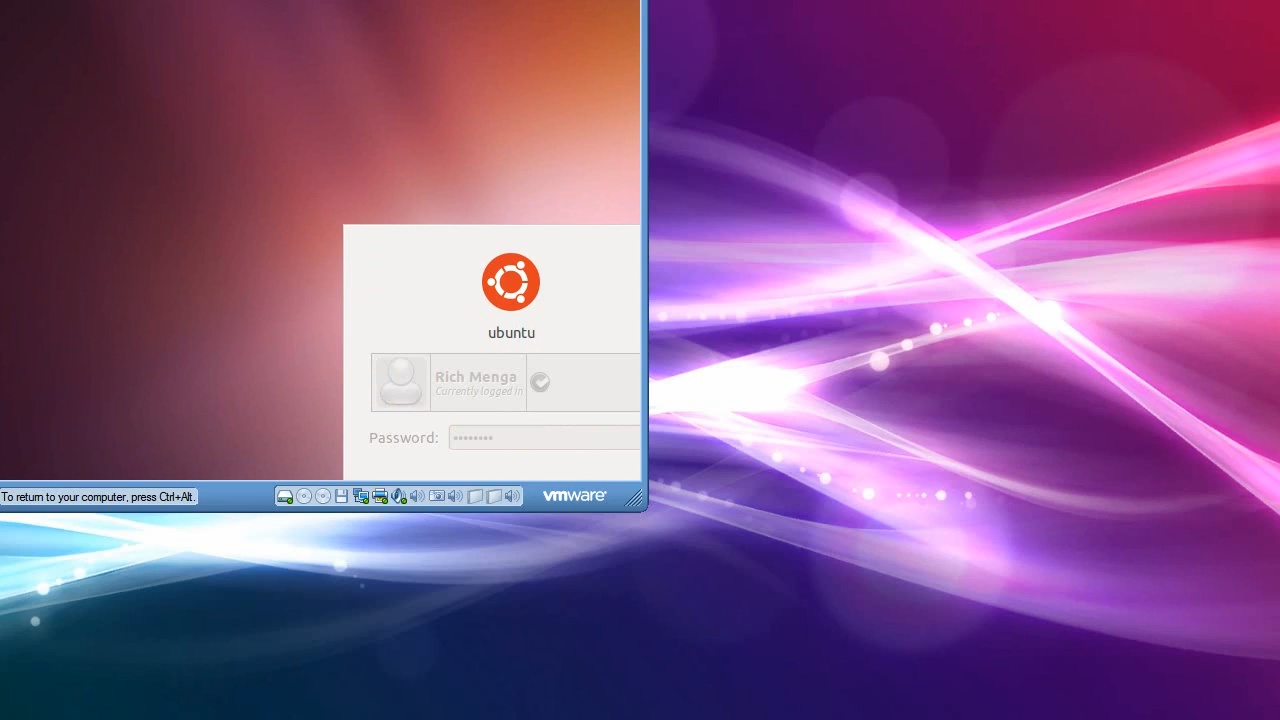 ubuntu
Rich Menga
Currently logged in
Password: ••••••••
To return to your computer, press Ctrl+Alt.
vmware